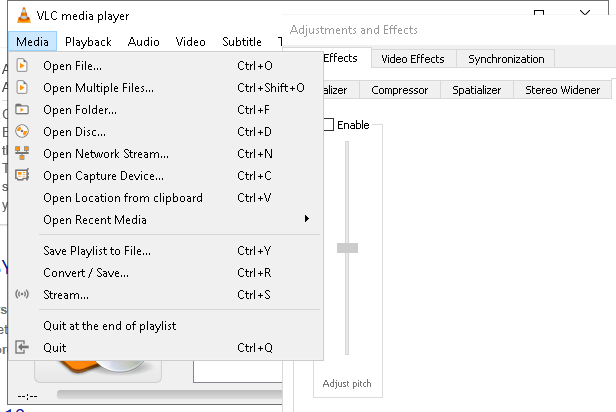 VLC media player
Media Playback Audio Video Subtitle
Open File... Ctrl+O
Open Multiple Files... Ctrl+Shift+O
Open Folder... Ctrl+F
Open Disc... Ctrl+D
Open Network Stream... Ctrl+N
Open Capture Device... Ctrl+C
Open Location from clipboard Ctrl+V
Open Recent Media
Save Playlist to File... Ctrl+Y
Convert / Save... Ctrl+R
Stream... Ctrl+S
Quit at the end of playlist
Quit Ctrl+Q
--:--
Adjustments and Effects
Effects Video Effects Synchronization
alizer Compressor Spatializer Stereo Widener
Enable
Adjust pitch